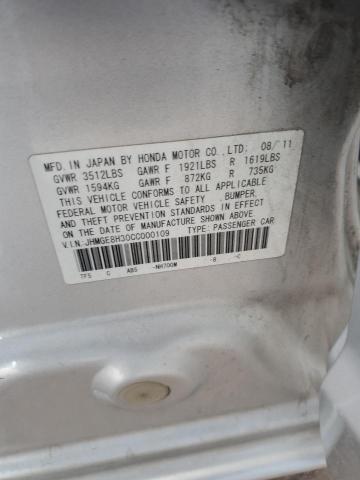 MFD. IN JAPAN BY HONDA MOTOR CO., LTD. 08/11
GVWR 3512LBS GAWR F 1921LBS R 1619LBS
GVWR 1594KG GAWR F 872KG R 735KG
THIS VEHICLE CONFORMS TO ALL APPLICABLE
FEDERAL MOTOR VEHICLE SAFETY, BUMPER,
AND THEFT PREVENTION STANDARDS IN EFFECT ON THE
DATE OF MANUFACTURE SHOWN ABOVE.
V.I.N.:JHMGE8H30CC000109 TYPE: PASSENGER CAR
TF5 C ABS -NH700M -B -C